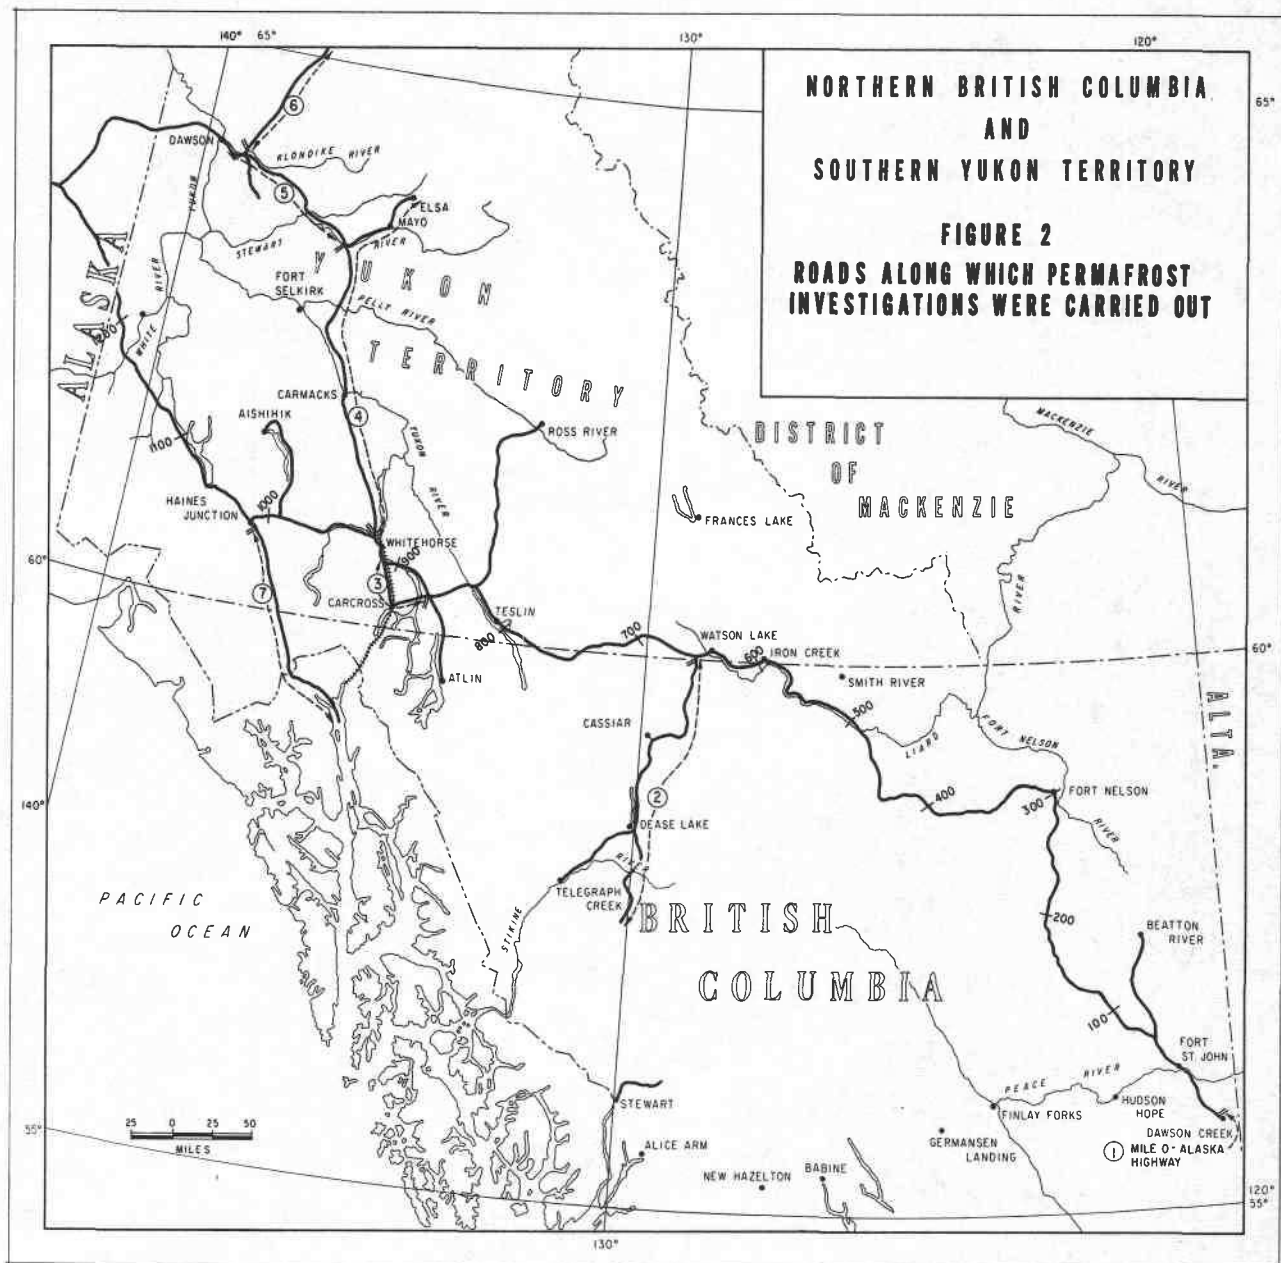 140° 65°
130°
120°
NORTHERN BRITISH COLUMBIA
AND
SOUTHERN YUKON TERRITORY
FIGURE 2
ROADS ALONG WHICH PERMAFROST
INVESTIGATIONS WERE CARRIED OUT
65°
6
DAWSON
KLONDIKE RIVER
5
YUKON
ELSA
MAYO
STEWART
RIVER
FORT
SELKIRK
YUKON
TERRITORY
PELLY RIVER
ALASKA
WHITE RIVER
1200
CARMACKS
4
AISHIHIK
YUKON
RIVER
ROSS RIVER
1100
DISTRICT
OF
MACKENZIE
MACKENZIE
RIVER
HAINES
JUNCTION
1000
FRANCES LAKE
WHITEHORSE
900
60°
7
3
CARCROSS
TESLIN
800
700
WATSON LAKE
600
IRON CREEK
RIVER
60°
ATLIN
SMITH RIVER
ALTA.
CASSIAR
500
LIARD
FORT NELSON
140°
2
400
300
FORT NELSON
DEASE LAKE
RIVER
RIVER
TELEGRAPH
CREEK
STIKINE
PACIFIC
OCEAN
BRITISH
COLUMBIA
200
BEATTON
RIVER
100
FORT
ST. JOHN
PEACE RIVER
STEWART
FINLAY FORKS
HUDSON
HOPE
25 0 25 50
MILES
55°
ALICE ARM
GERMANSEN
LANDING
DAWSON CREEK
1 MILE 0 - ALASKA
HIGHWAY
NEW HAZELTON
BABINE
120°
55°
130°